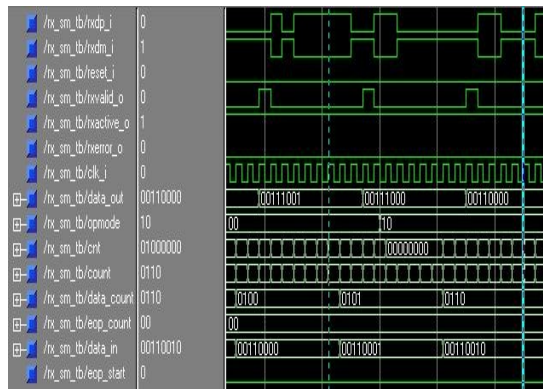 /rx_sm_tb/rxdp_i 0
/rx_sm_tb/rxdm_i 1
/rx_sm_tb/reset_i 0
/rx_sm_tb/rxvalid_o 0
/rx_sm_tb/rxactive_o 1
/rx_sm_tb/rxerror_o 0
/rx_sm_tb/clk_i 0
/rx_sm_tb/data_out 00110000 00111001 00111000 00110000
/rx_sm_tb/opmode 10 00 10
/rx_sm_tb/cnt 01000000 00000000
/rx_sm_tb/count 0110
/rx_sm_tb/data_count 0110 0100 0101 0110
/rx_sm_tb/eop_count 00 00
/rx_sm_tb/data_in 00110010 00110000 00110001 00110010
/rx_sm_tb/eop_start 0